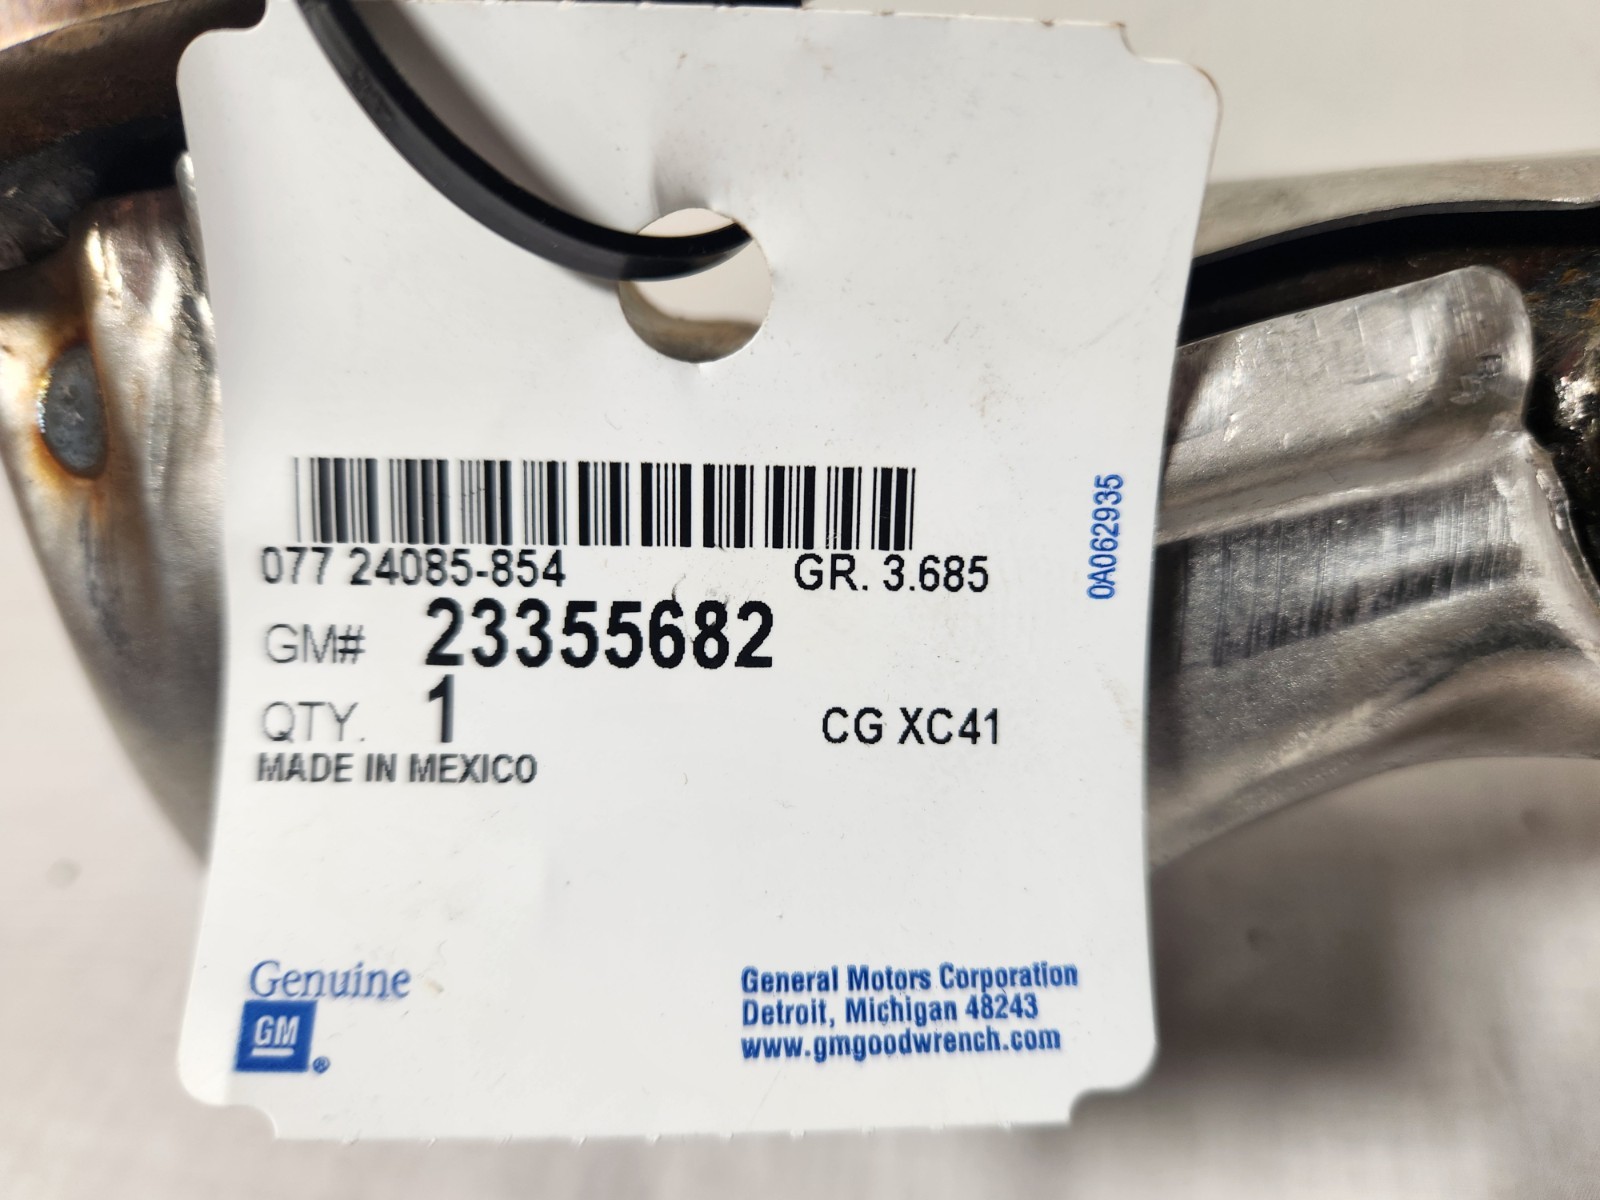 077 24085-854 GR. 3.685
GM# 23355682
QTY. 1 CG XC41
MADE IN MEXICO
0A062935
Genuine
GM®
General Motors Corporation
Detroit, Michigan 48243
www.gmgoodwrench.com